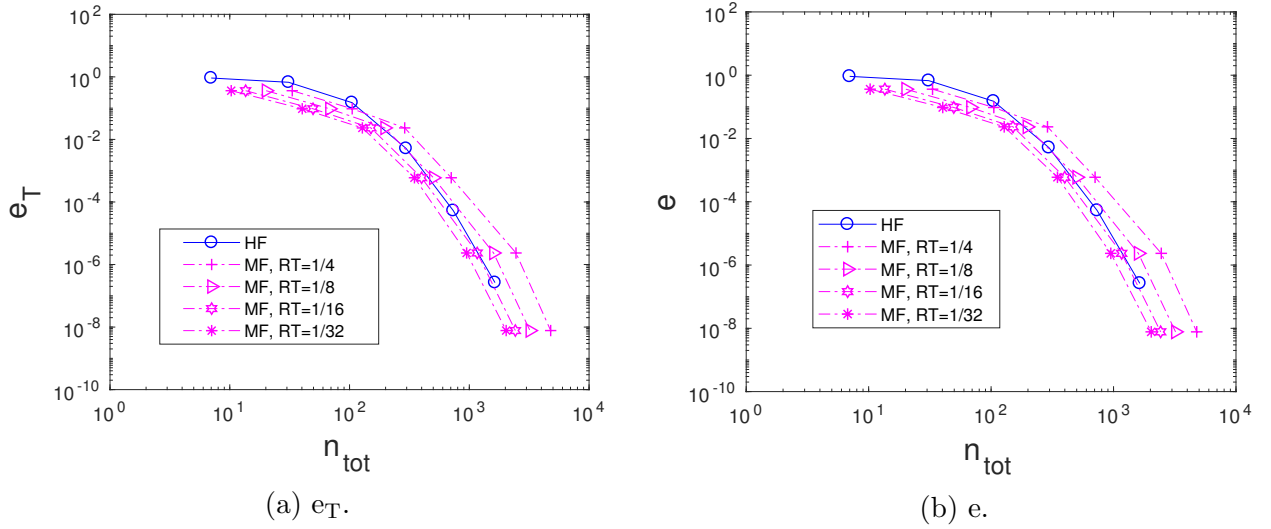 10^2
10^0
10^-2
10^-4
10^-6
10^-8
10^-10
e_T
HF
MF, RT=1/4
MF, RT=1/8
MF, RT=1/16
MF, RT=1/32
10^0 10^1 10^2 10^3 10^4
n_tot
(a) e_T.
10^2
10^0
10^-2
10^-4
10^-6
10^-8
10^-10
e
HF
MF, RT=1/4
MF, RT=1/8
MF, RT=1/16
MF, RT=1/32
10^0 10^1 10^2 10^3 10^4
n_tot
(b) e.